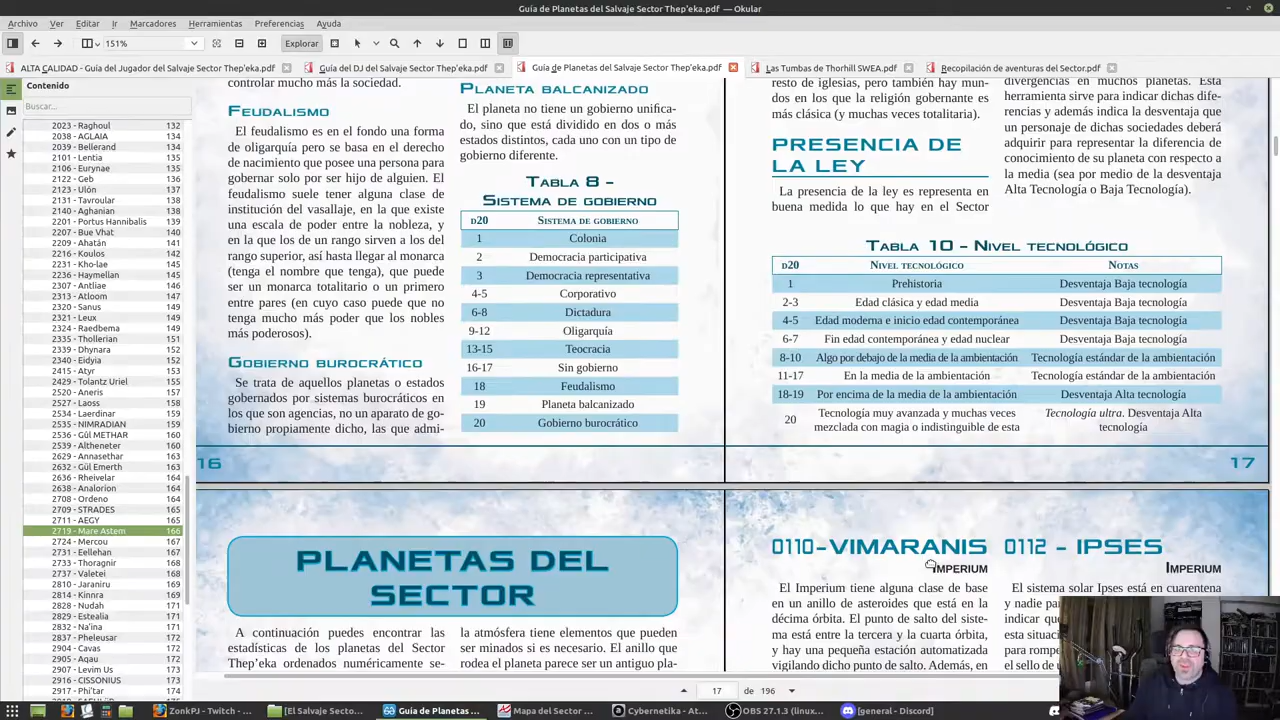 Guía de Planetas del Salvaje Sector Thep'eka.pdf — Okular
Archivo Ver Editar Ir Marcadores Herramientas Preferencias Ayuda
151% Explorar
ALTA CALIDAD - Guía del Jugador del Salvaje Sector Thep'eka.pdf
Guía del DJ del Salvaje Sector Thep'eka.pdf
Guía de Planetas del Salvaje Sector Thep'eka.pdf
Las Tumbas de Thorhill SWEA.pdf
Recopilación de aventuras del Sector.pdf
Contenido
Buscar...
2023 - Raghoul 132
2038 - AGLAIA 134
2039 - Bellerand 134
2101 - Lentia 135
2106 - Eurynae 135
2122 - Geb 136
2123 - Ulón 137
2131 - Tavroular 138
2140 - Aghanian 139
2201 - Portus Hannibalis 139
2207 - Bue Vhat 140
2209 - Ahatán 141
2216 - Koulos 142
2231 - Kho-lae 145
2236 - Haymelian 145
2307 - Antliae 146
2313 - Atloom 147
2320 - Sanus 149
2321 - Leux 149
2324 - Raedbema 149
2335 - Thollerian 151
2339 - Dhynara 152
2340 - Eidyia 152
2415 - Atyr 153
2429 - Tolantz Uriel 155
2520 - Aneris 156
2527 - Laoss 158
2534 - Laerdinar 159
2535 - NIMRADIAN 159
2536 - Gül METHAR 160
2539 - Altheneter 160
2629 - Annasethar 163
2632 - Gül Emerth 163
2636 - Rheivelar 164
2638 - Analorion 164
2708 - Ordeno 164
2709 - STRADES 165
2711 - AEGY 165
2719 - Mare Astem 166
2724 - Mercou 167
2731 - Eellehan 167
2733 - Thoragnir 168
2737 - Valetei 168
2810 - Jaraniru 169
2814 - Kinnra 169
2828 - Nudah 171
2829 - Estealia 171
2832 - Na'ina 171
2837 - Pheleusar 172
2904 - Cavas 172
2905 - Aqau 172
2907 - Levim Us 173
2916 - CISSONIUS 173
2917 - Phi'tar 174
controlar mucho más la sociedad.
Feudalismo
El feudalismo es en el fondo una forma
de oligarquía pero se basa en el derecho
de nacimiento que posee una persona para
gobernar solo por ser hijo de alguien. El
feudalismo suele tener alguna clase de
institución del vasallaje, en la que existe
una escala de poder entre la nobleza, y
en la que los de un rango sirven a los del
rango superior, así hasta llegar al monarca
(tenga el nombre que tenga), que puede
ser un monarca totalitario o un primero
entre pares (en cuyo caso puede que no
tenga mucho más poder que los nobles
más poderosos).
Gobierno burocrático
Se trata de aquellos planetas o estados
gobernados por sistemas burocráticos en
los que son agencias, no un aparato de go-
bierno propiamente dicho, las que admi-
Planeta balcanizado
El planeta no tiene un gobierno unifica-
do, sino que está dividido en dos o más
estados distintos, cada uno con un tipo de
gobierno diferente.
Tabla 8 –
Sistema de gobierno
D20 Sistema de gobierno
1 Colonia
2 Democracia participativa
3 Democracia representativa
4-5 Corporativo
6-8 Dictadura
9-12 Oligarquía
13-15 Teocracia
16-17 Sin gobierno
18 Feudalismo
19 Planeta balcanizado
20 Gobierno burocrático
16
resto de iglesias, pero también hay mun-
dos en los que la religión gobernante es
más clásica (y muchas veces totalitaria).
PRESENCIA DE
LA LEY
La presencia de la ley es representa en
buena medida lo que hay en el Sector
divergencias en muchos planetas. Esta
herramienta sirve para indicar dichas dife-
rencias y además indica la desventaja que
un personaje de dichas sociedades deberá
adquirir para representar la diferencia de
conocimiento de su planeta con respecto a
la media (sea por medio de la desventaja
Alta Tecnología o Baja Tecnología).
Tabla 10 – Nivel tecnológico
D20 Nivel tecnológico Notas
1 Prehistoria Desventaja Baja tecnología
2-3 Edad clásica y edad media Desventaja Baja tecnología
4-5 Edad moderna e inicio edad contemporánea Desventaja Baja tecnología
6-7 Fin edad contemporánea y edad nuclear Desventaja Baja tecnología
8-10 Algo por debajo de la media de la ambientación Tecnología estándar de la ambientación
11-17 En la media de la ambientación Tecnología estándar de la ambientación
18-19 Por encima de la media de la ambientación Desventaja Alta tecnología
20 Tecnología muy avanzada y muchas veces mezclada con magia o indistinguible de esta Tecnología ultra. Desventaja Alta tecnología
17
PLANETAS DEL
SECTOR
A continuación puedes encontrar las
estadísticas de los planetas del Sector
Thep'eka ordenados numéricamente se-
la atmósfera tiene elementos que pueden
ser minados si es necesario. El anillo que
rodea el planeta parece ser un antiguo pla-
0110-VIMARANIS
IMPERIUM
El Imperium tiene alguna clase de base
en un anillo de asteroides que está en la
décima órbita. El punto de salto del siste-
ma está entre la tercera y la cuarta órbita,
y hay una pequeña estación automatizada
vigilando dicho punto de salto. Además, en
0112 - IPSES
IMPERIUM
El sistema solar Ipses está en cuarentena
y nadie
indicar
esta
para
el sello
17 de 196
ZonkPJ - Twitch - ...
[El Salvaje Secto...
Guía de Planetas ...
Mapa del Sector ...
Cybernetika - Ap...
OBS 27.1.3 (linux...
[general - Discord]